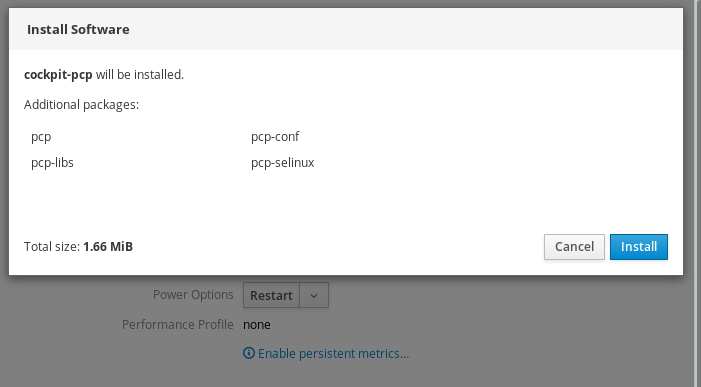 Install Software
cockpit-pcp will be installed.
Additional packages:
pcp pcp-conf
pcp-libs pcp-selinux
Total size: 1.66 MiB Cancel Install
Power Options Restart
Performance Profile none
Enable persistent metrics...